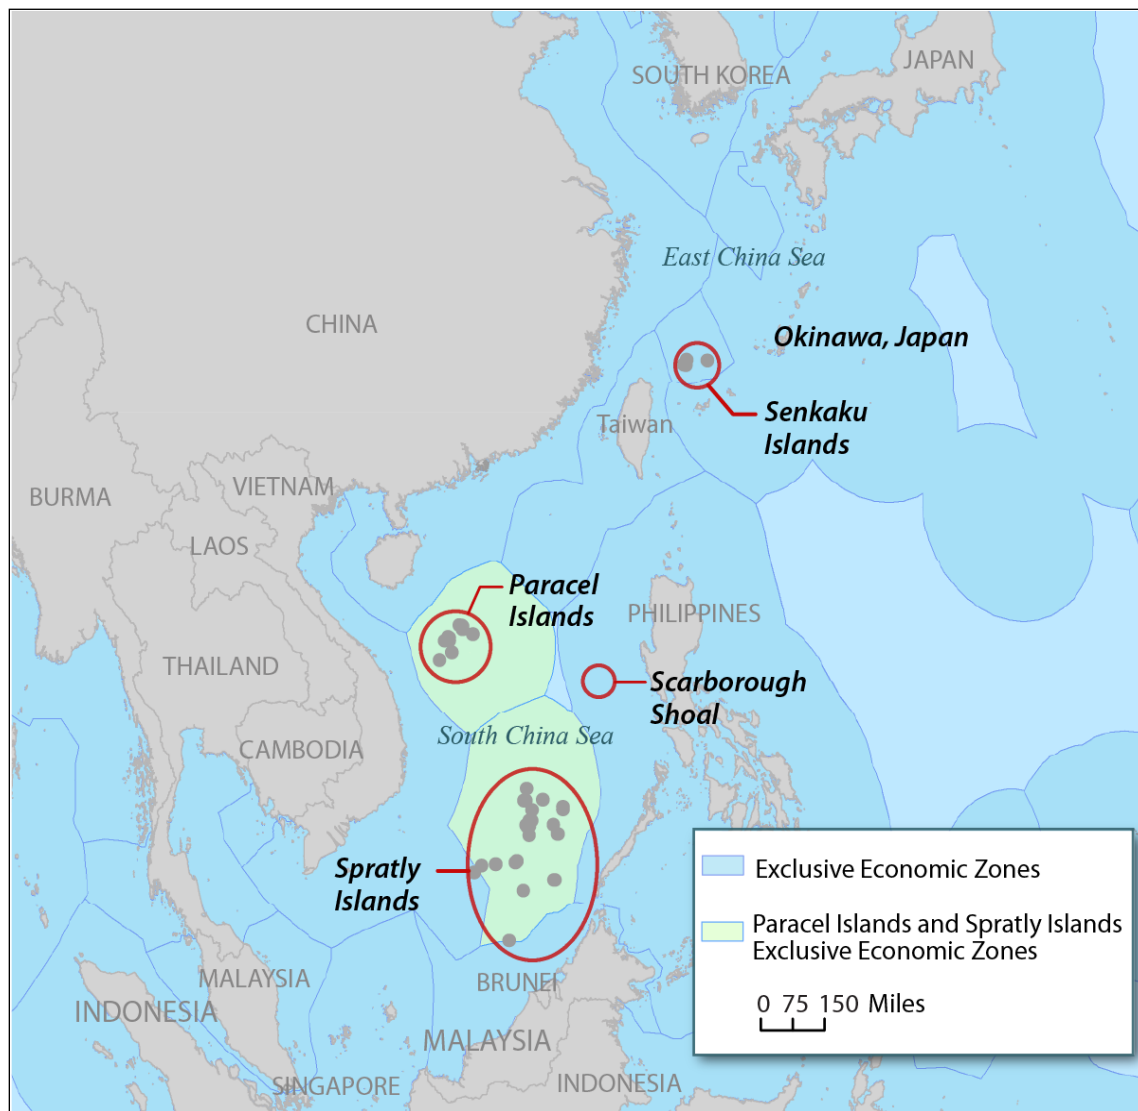 JAPAN
SOUTH KOREA
East China Sea
CHINA
Okinawa, Japan
Senkaku
Islands
Taiwan
VIETNAM
BURMA
LAOS
Paracel
Islands
PHILIPPINES
THAILAND
Scarborough
Shoal
South China Sea
CAMBODIA
Spratly
Islands
Exclusive Economic Zones
Paracel Islands and Spratly Islands
Exclusive Economic Zones
0 75 150 Miles
MALAYSIA
BRUNEI
INDONESIA
MALAYSIA
SINGAPORE
INDONESIA